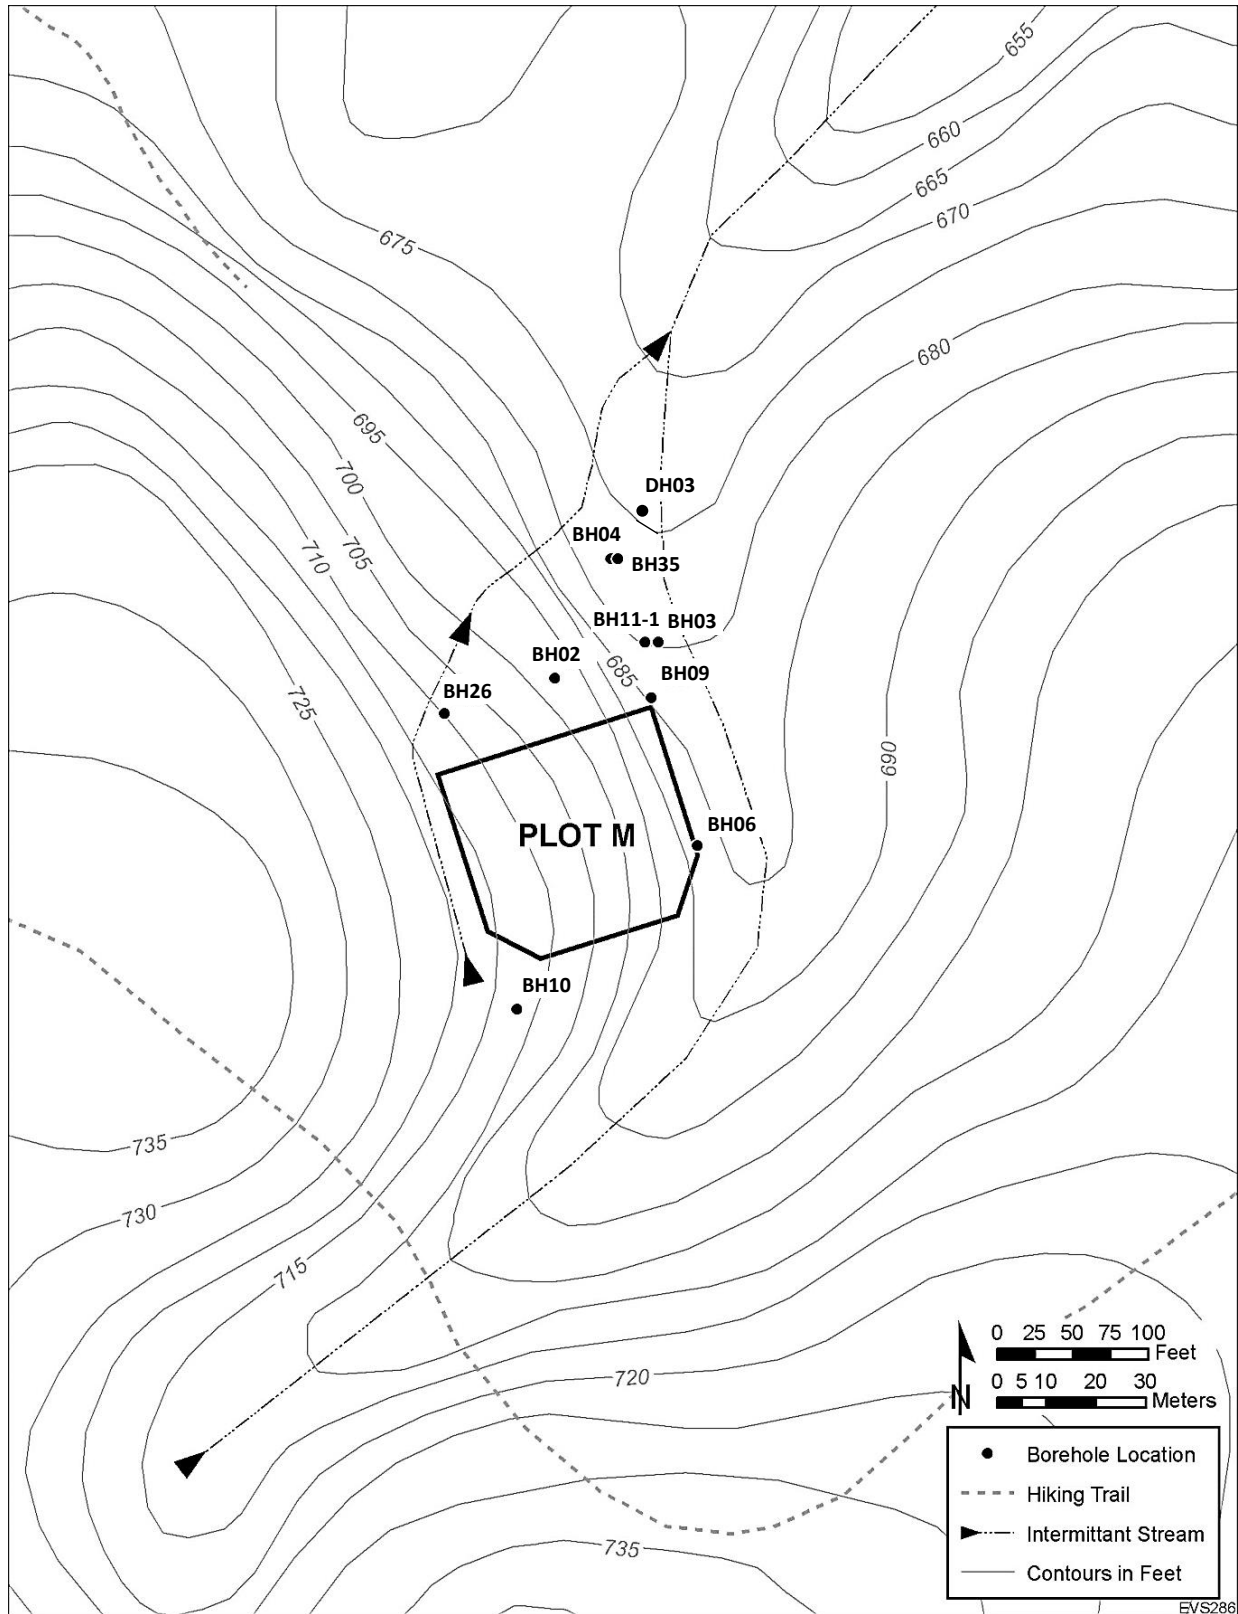 655
660
665
670
675
680
695
700
705
710
DH03
BH04
BH35
BH11-1 BH03
BH02
685
BH09
BH26
725
690
PLOT M
BH06
BH10
735
730
715
720
735
0 25 50 75 100
Feet
0 5 10 20 30
Meters
N
Borehole Location
Hiking Trail
Intermittant Stream
Contours in Feet
EVS286